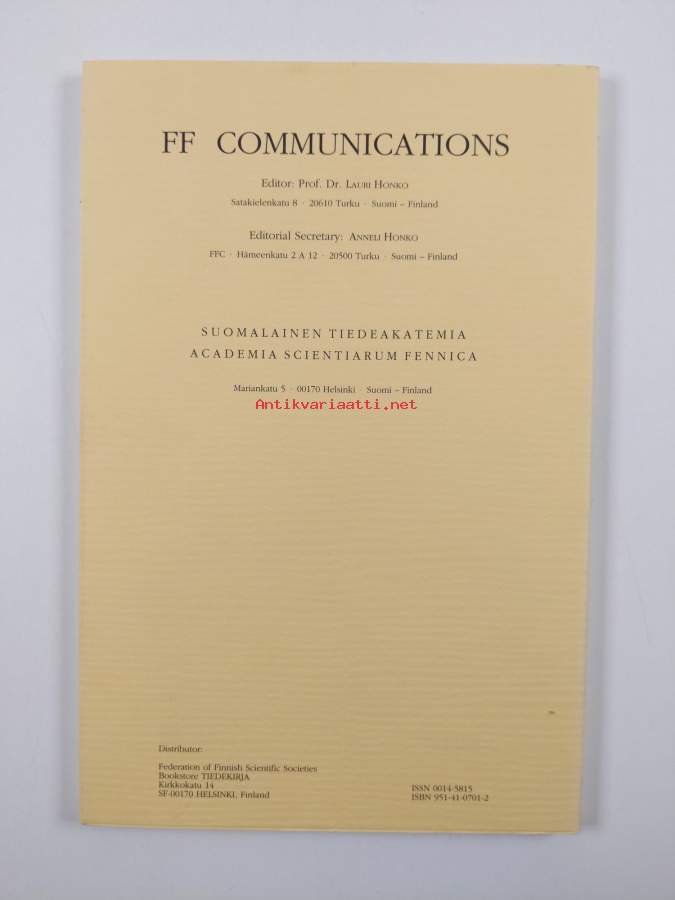 FF COMMUNICATIONS
Editor: Prof. Dr. LAURI HONKO
Satakielenkatu 8 · 20610 Turku · Suomi – Finland
Editorial Secretary: ANNELI HONKO
FFC · Hämeenkatu 2 A 12 · 20500 Turku · Suomi – Finland
SUOMALAINEN TIEDEAKATEMIA
ACADEMIA SCIENTIARUM FENNICA
Mariankatu 5 · 00170 Helsinki · Suomi – Finland
Antikvariaatti.net
Distributor:
Federation of Finnish Scientific Societies
Bookstore TIEDEKIRJA
Kirkkokatu 14
SF-00170 HELSINKI, Finland
ISSN 0014-5815
ISBN 951-41-0701-2